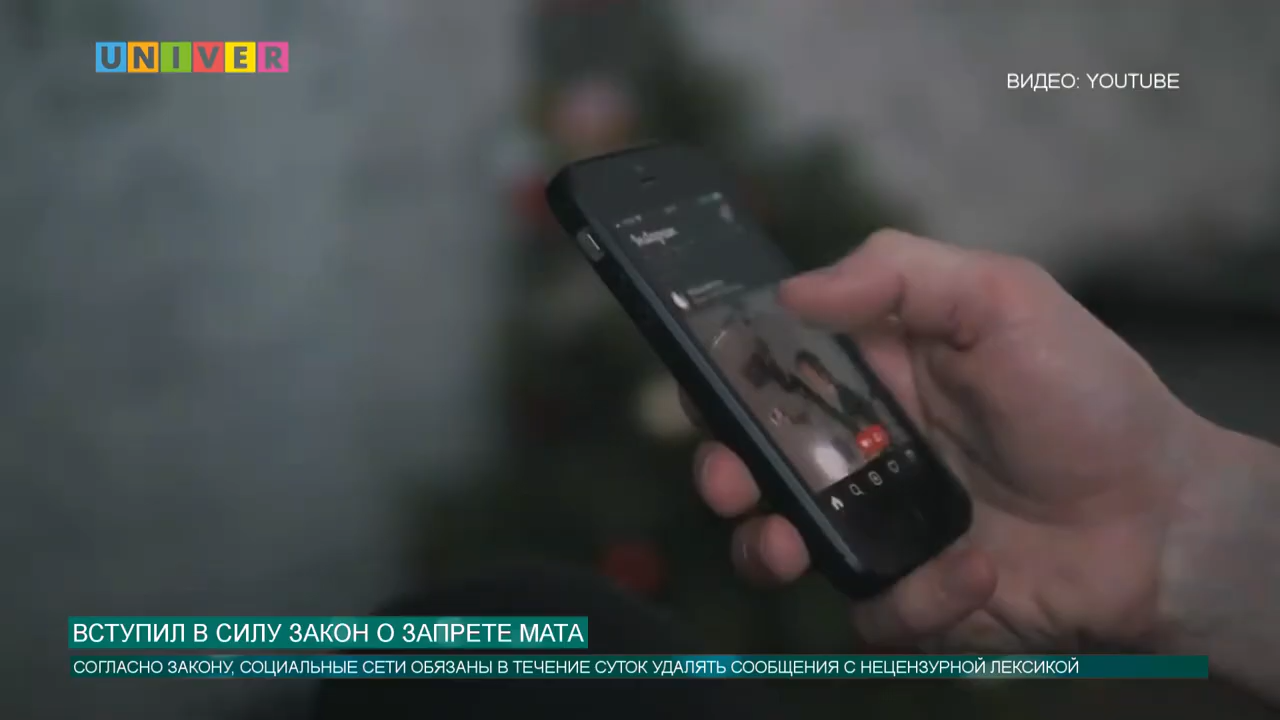 UNIVER
ВИДЕО: YOUTUBE
Instagram
ВСТУПИЛ В СИЛУ ЗАКОН О ЗАПРЕТЕ МАТА
СОГЛАСНО ЗАКОНУ, СОЦИАЛЬНЫЕ СЕТИ ОБЯЗАНЫ В ТЕЧЕНИЕ СУТОК УДАЛЯТЬ СООБЩЕНИЯ С НЕЦЕНЗУРНОЙ ЛЕКСИКОЙ